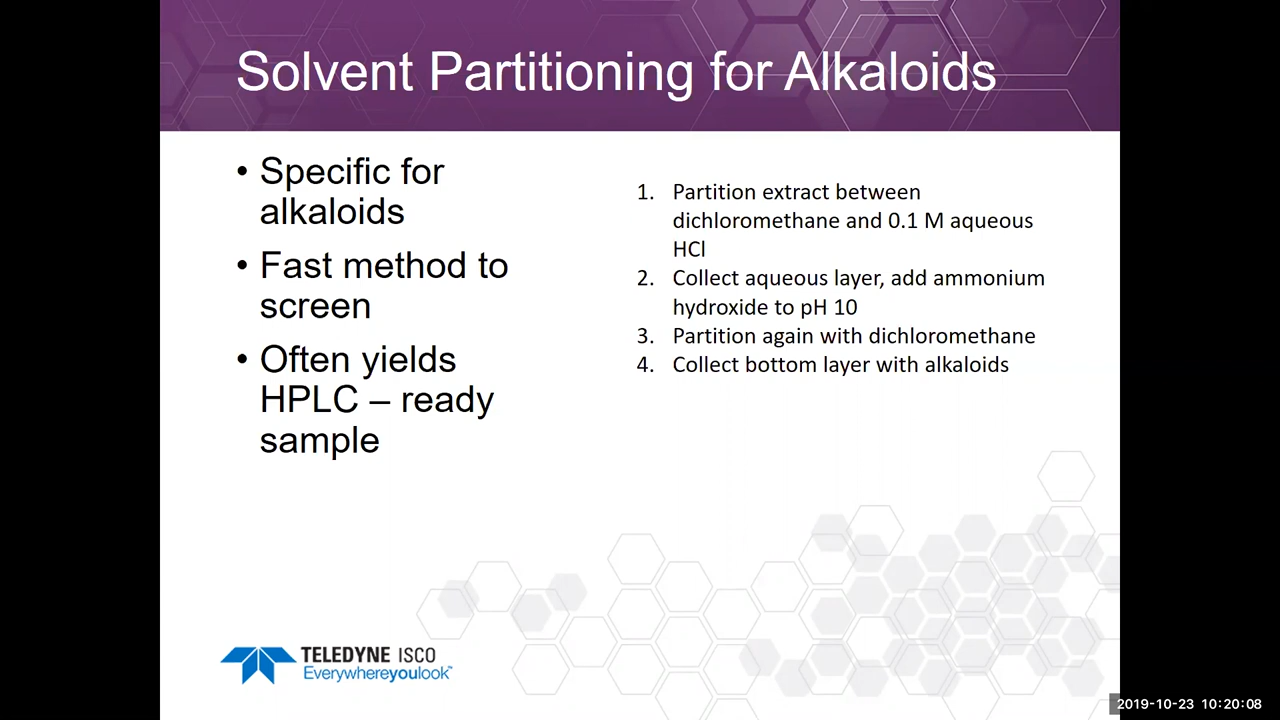 Solvent Partitioning for Alkaloids
• Specific for
alkaloids
• Fast method to
screen
• Often yields
HPLC – ready
sample
1. Partition extract between
dichloromethane and 0.1 M aqueous
HCl
2. Collect aqueous layer, add ammonium
hydroxide to pH 10
3. Partition again with dichloromethane
4. Collect bottom layer with alkaloids
TELEDYNE ISCO
Everywhereyoulook™
2019-10-23 10:20:08